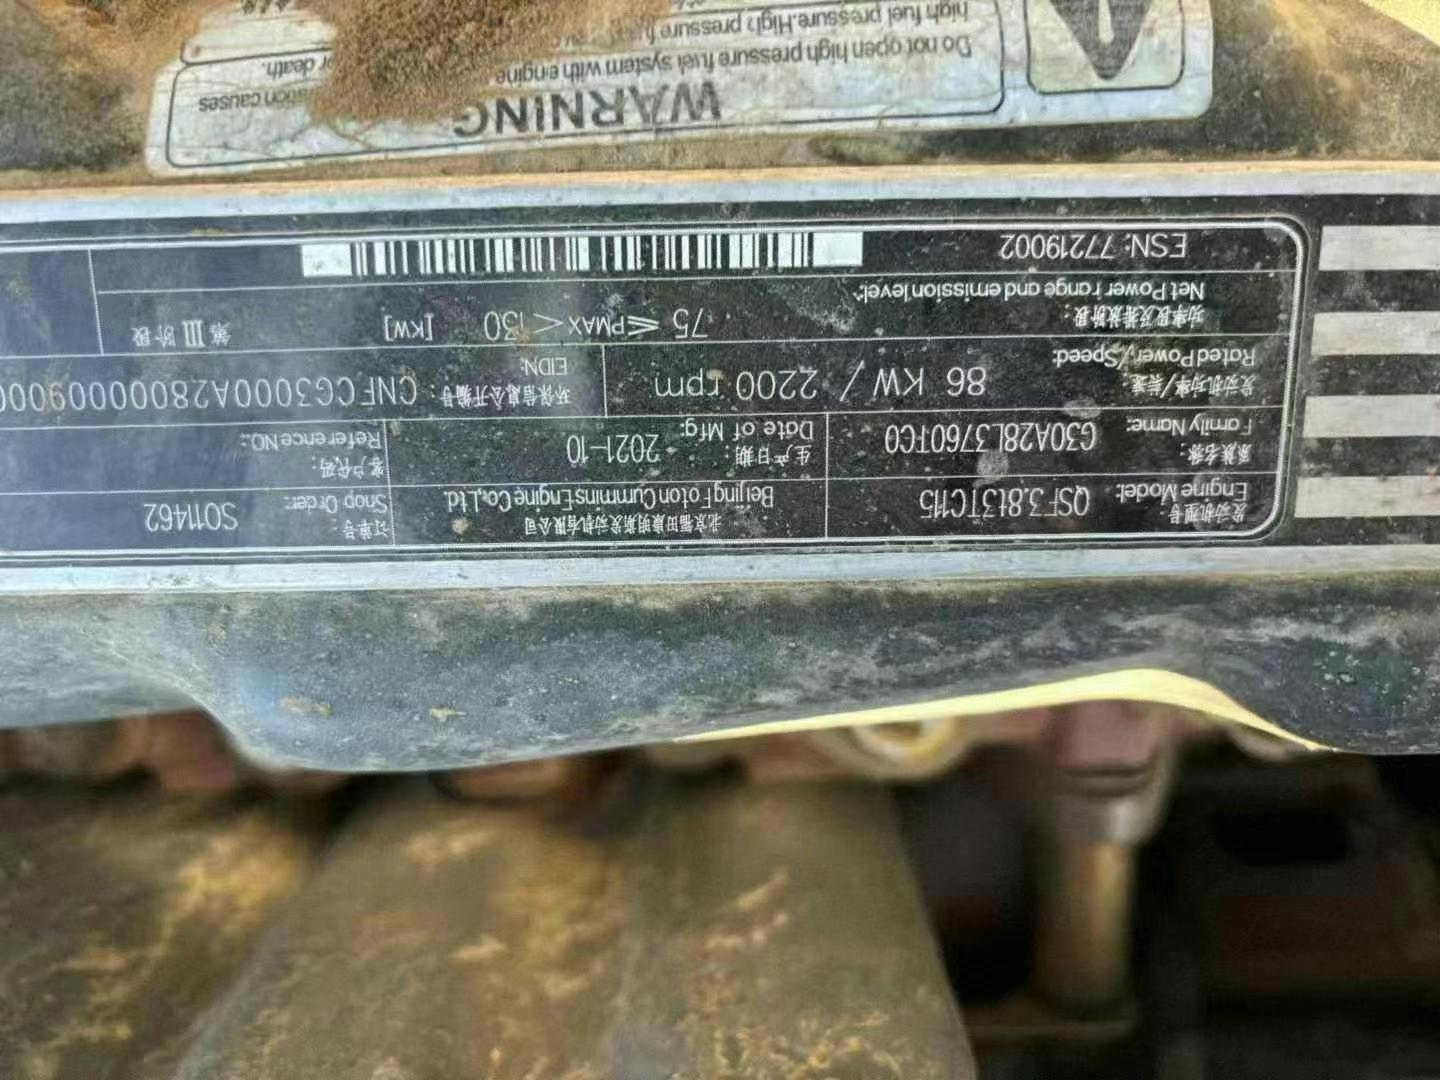 发动机型号:
Engine Model:
QSF3.8t3TC115
北京福田康明斯发动机有限公司
Beijing Foton Cummins Engine Co.,Ltd.
订单号:
Shop Order:
SO11462
系族名称:
Family Name:
G30A28L3760TC0
生产日期:
Date of Mfg:
2021-10
客户代码:
Reference NO.:
发动机功率/转速:
Rated Power/Speed:
86 KW / 2200 rpm
环保信息公开编号:
EIDN:
CNFCG3000A28000009000
功率段及排放阶段:
Net Power range and emission level:
75 ≤PMAX<130 [KW]
第III阶段
ESN: 77219002
WARNING
Do not open high pressure fuel system with engine
high fuel pressure. High pressure
causes
or death.